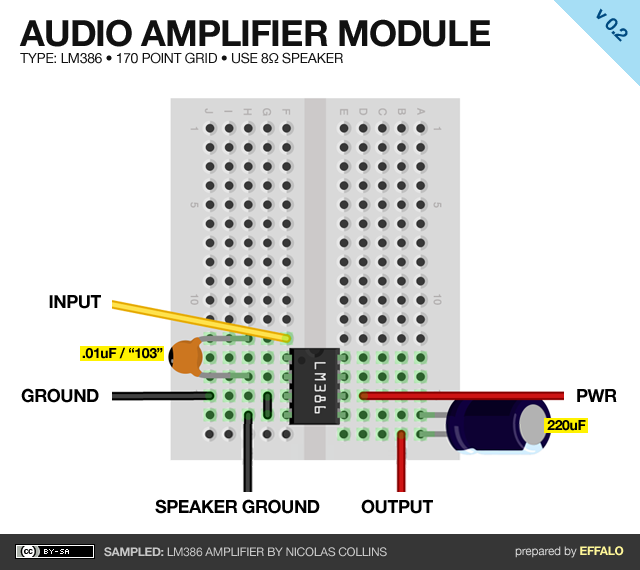 AUDIO AMPLIFIER MODULE
v 0.2
TYPE: LM386 • 170 POINT GRID • USE 8Ω SPEAKER
J I H G F E D C B A
1 1
5 5
10 10
INPUT
.01uF / “103”
LM386
GROUND
PWR
220uF
SPEAKER GROUND
OUTPUT
cc BY-SA
SAMPLED: LM386 AMPLIFIER BY NICOLAS COLLINS
prepared by EFFALO